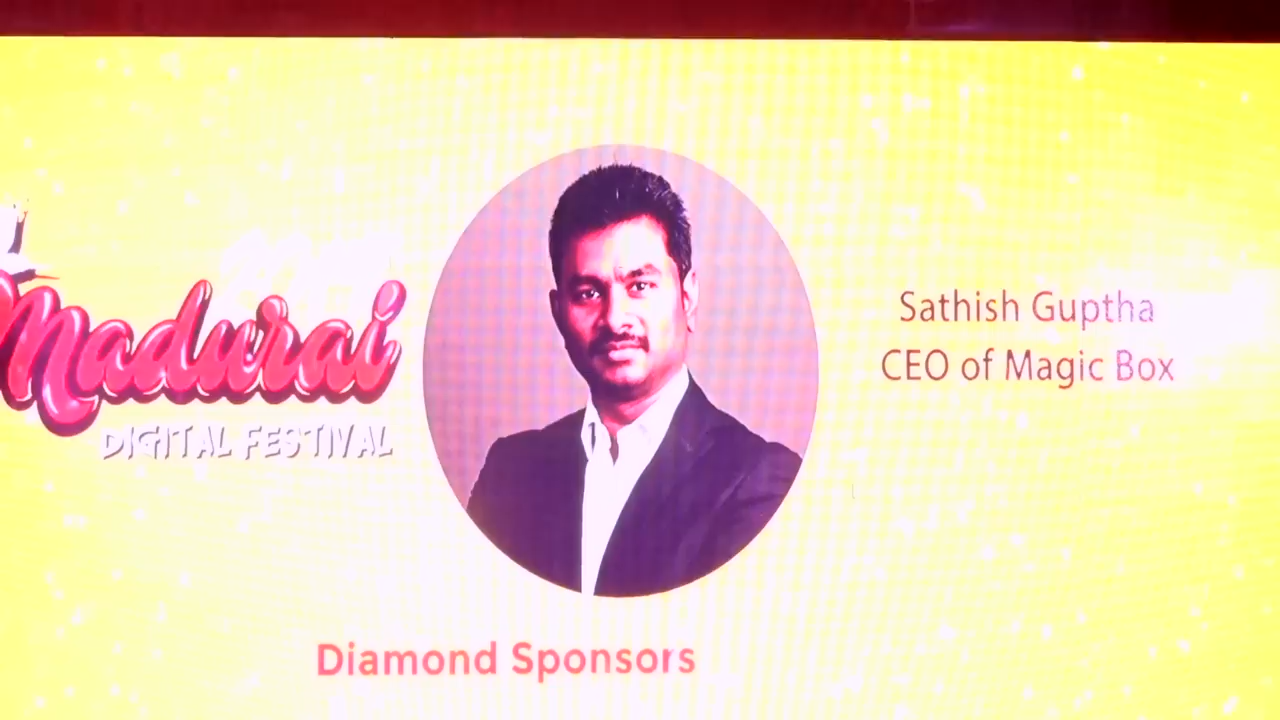 Madurai
DIGITAL FESTIVAL
Sathish Guptha
CEO of Magic Box
Diamond Sponsors